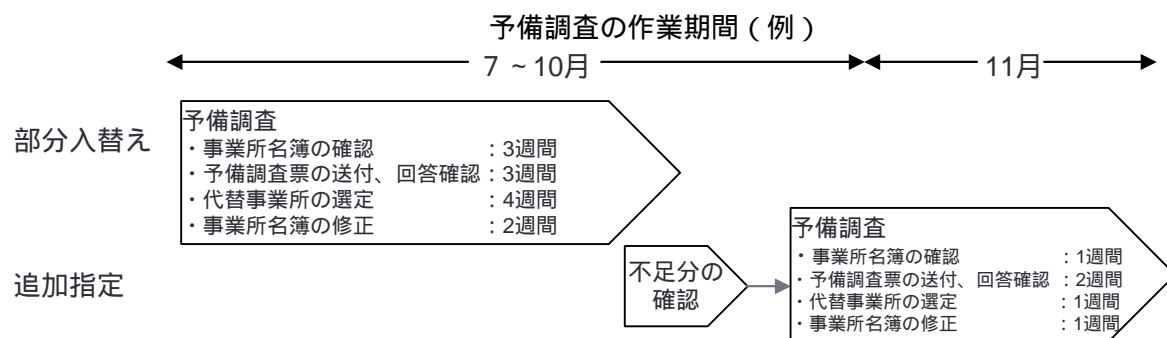 予備調査の作業期間(例)
7 ~10月
11月
部分入替え
予備調査
・事業所名簿の確認 :3週間
・予備調査票の送付、回答確認:3週間
・代替事業所の選定 :4週間
・事業所名簿の修正 :2週間
追加指定
不足分の
確認
予備調査
・事業所名簿の確認 :1週間
・予備調査票の送付、回答確認 :2週間
・代替事業所の選定 :1週間
・事業所名簿の修正 :1週間